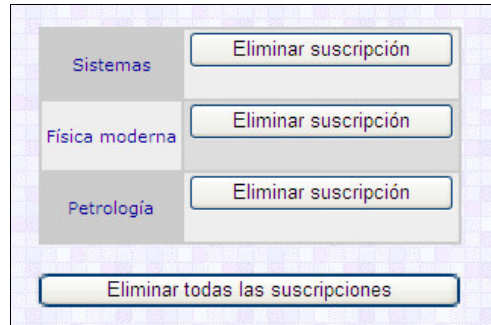 Sistemas
Eliminar suscripción
Física moderna
Eliminar suscripción
Petrología
Eliminar suscripción
Eliminar todas las suscripciones